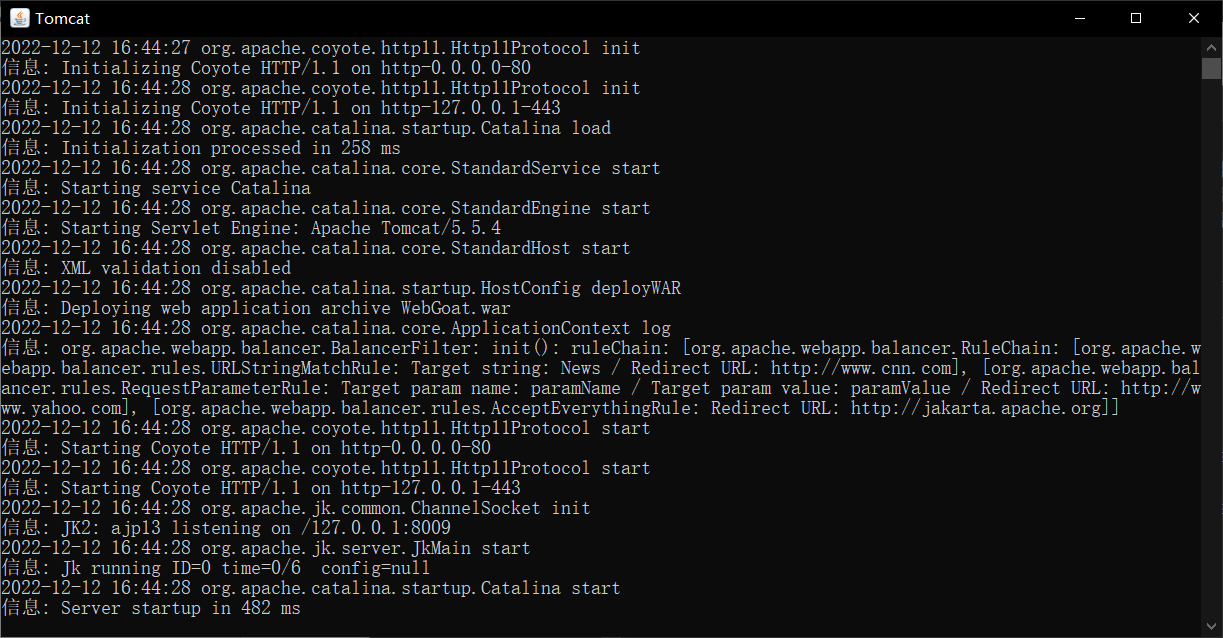 Tomcat
2022-12-12 16:44:27 org.apache.coyote.http11.Http11Protocol init
信息: Initializing Coyote HTTP/1.1 on http-0.0.0.0-80
2022-12-12 16:44:28 org.apache.coyote.http11.Http11Protocol init
信息: Initializing Coyote HTTP/1.1 on http-127.0.0.1-443
2022-12-12 16:44:28 org.apache.catalina.startup.Catalina load
信息: Initialization processed in 258 ms
2022-12-12 16:44:28 org.apache.catalina.core.StandardService start
信息: Starting service Catalina
2022-12-12 16:44:28 org.apache.catalina.core.StandardEngine start
信息: Starting Servlet Engine: Apache Tomcat/5.5.4
2022-12-12 16:44:28 org.apache.catalina.core.StandardHost start
信息: XML validation disabled
2022-12-12 16:44:28 org.apache.catalina.startup.HostConfig deployWAR
信息: Deploying web application archive WebGoat.war
2022-12-12 16:44:28 org.apache.catalina.core.ApplicationContext log
信息: org.apache.webapp.balancer.BalancerFilter: init(): ruleChain: [org.apache.webapp.balancer.RuleChain: [org.apache.w
ebapp.balancer.rules.URLStringMatchRule: Target string: News / Redirect URL: http://www.cnn.com], [org.apache.webapp.bal
ancer.rules.RequestParameterRule: Target param name: paramName / Target param value: paramValue / Redirect URL: http://w
ww.yahoo.com], [org.apache.webapp.balancer.rules.AcceptEverythingRule: Redirect URL: http://jakarta.apache.org]]
2022-12-12 16:44:28 org.apache.coyote.http11.Http11Protocol start
信息: Starting Coyote HTTP/1.1 on http-0.0.0.0-80
2022-12-12 16:44:28 org.apache.coyote.http11.Http11Protocol start
信息: Starting Coyote HTTP/1.1 on http-127.0.0.1-443
2022-12-12 16:44:28 org.apache.jk.common.ChannelSocket init
信息: JK2: ajp13 listening on /127.0.0.1:8009
2022-12-12 16:44:28 org.apache.jk.server.JkMain start
信息: Jk running ID=0 time=0/6  config=null
2022-12-12 16:44:28 org.apache.catalina.startup.Catalina start
信息: Server startup in 482 ms